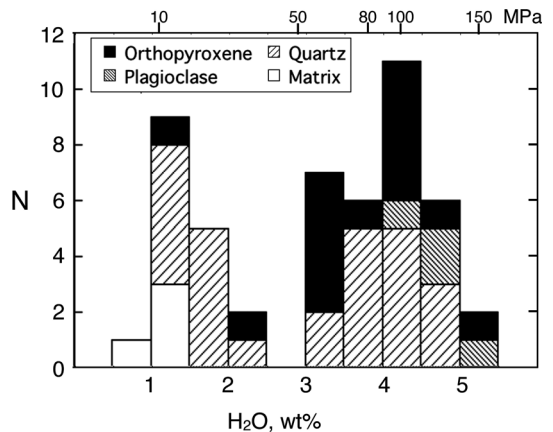 10 50 80 100 150 MPa
12
Orthopyroxene Quartz
Plagioclase Matrix
10
8
N
6
4
2
0
1 2 3 4 5
H₂O, wt%